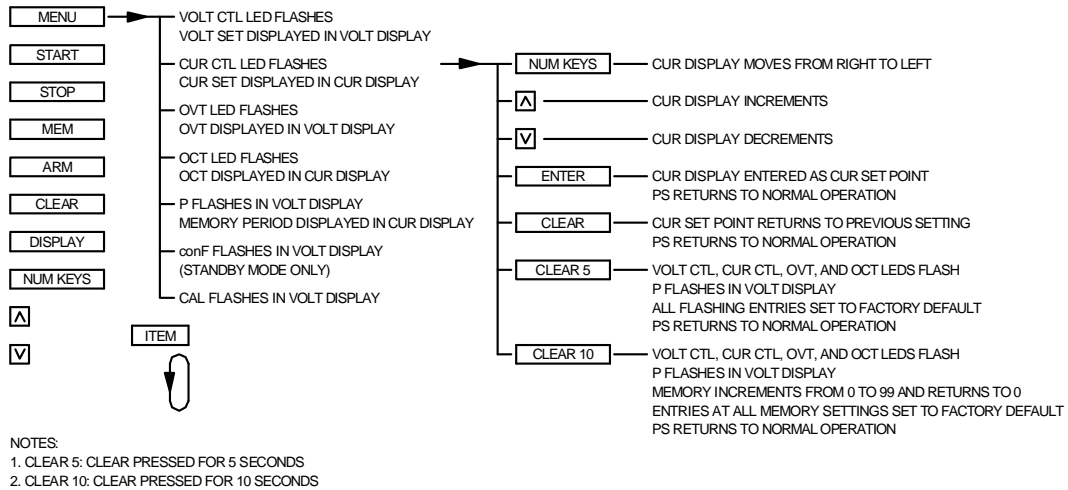 MENU
START
STOP
MEM
ARM
CLEAR
DISPLAY
NUM KEYS
VOLT CTL LED FLASHES
VOLT SET DISPLAYED IN VOLT DISPLAY
CUR CTL LED FLASHES
CUR SET DISPLAYED IN CUR DISPLAY
OVT LED FLASHES
OVT DISPLAYED IN VOLT DISPLAY
OCT LED FLASHES
OCT DISPLAYED IN CUR DISPLAY
P FLASHES IN VOLT DISPLAY
MEMORY PERIOD DISPLAYED IN CUR DISPLAY
conF FLASHES IN VOLT DISPLAY
(STANDBY MODE ONLY)
CAL FLASHES IN VOLT DISPLAY
ITEM
NUM KEYS
CUR DISPLAY MOVES FROM RIGHT TO LEFT
CUR DISPLAY INCREMENTS
CUR DISPLAY DECREMENTS
ENTER
CUR DISPLAY ENTERED AS CUR SET POINT
PS RETURNS TO NORMAL OPERATION
CLEAR
CUR SET POINT RETURNS TO PREVIOUS SETTING
PS RETURNS TO NORMAL OPERATION
CLEAR 5
VOLT CTL, CUR CTL, OVT, AND OCT LEDS FLASH
P FLASHES IN VOLT DISPLAY
ALL FLASHING ENTRIES SET TO FACTORY DEFAULT
PS RETURNS TO NORMAL OPERATION
CLEAR 10
VOLT CTL, CUR CTL, OVT, AND OCT LEDS FLASH
P FLASHES IN VOLT DISPLAY
MEMORY INCREMENTS FROM 0 TO 99 AND RETURNS TO 0
ENTRIES AT ALL MEMORY SETTINGS SET TO FACTORY DEFAULT
PS RETURNS TO NORMAL OPERATION
NOTES:
1. CLEAR 5: CLEAR PRESSED FOR 5 SECONDS
2. CLEAR 10: CLEAR PRESSED FOR 10 SECONDS